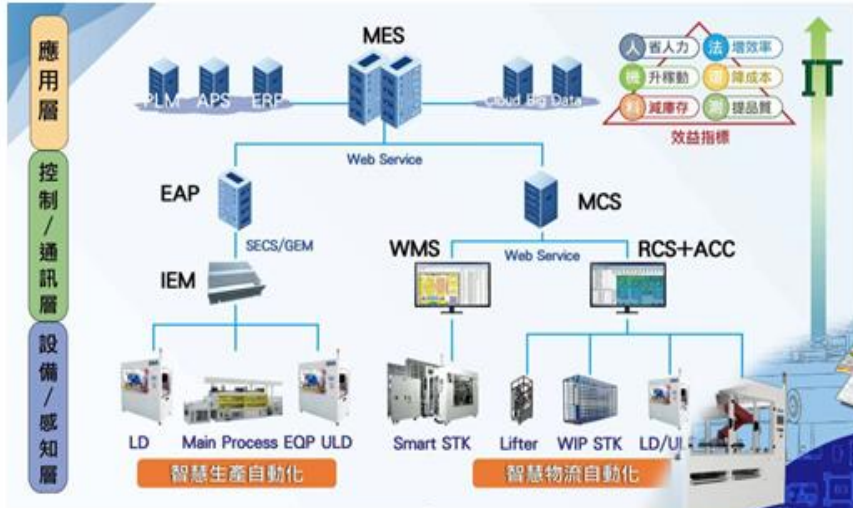 應用層
控制/通訊層
設備/感知層
MES
PLM APS ERP
Cloud Big Data
人 省人力 法 增效率
機 升稼動 降成本
料 減庫存 測 提品質
效益指標
IT
Web Service
EAP
MCS
SECS/GEM
WMS
Web Service
RCS+ACC
IEM
LD Main Process EQP ULD
Smart STK Lifter WIP STK LD/UL
智慧生產自動化
智慧物流自動化